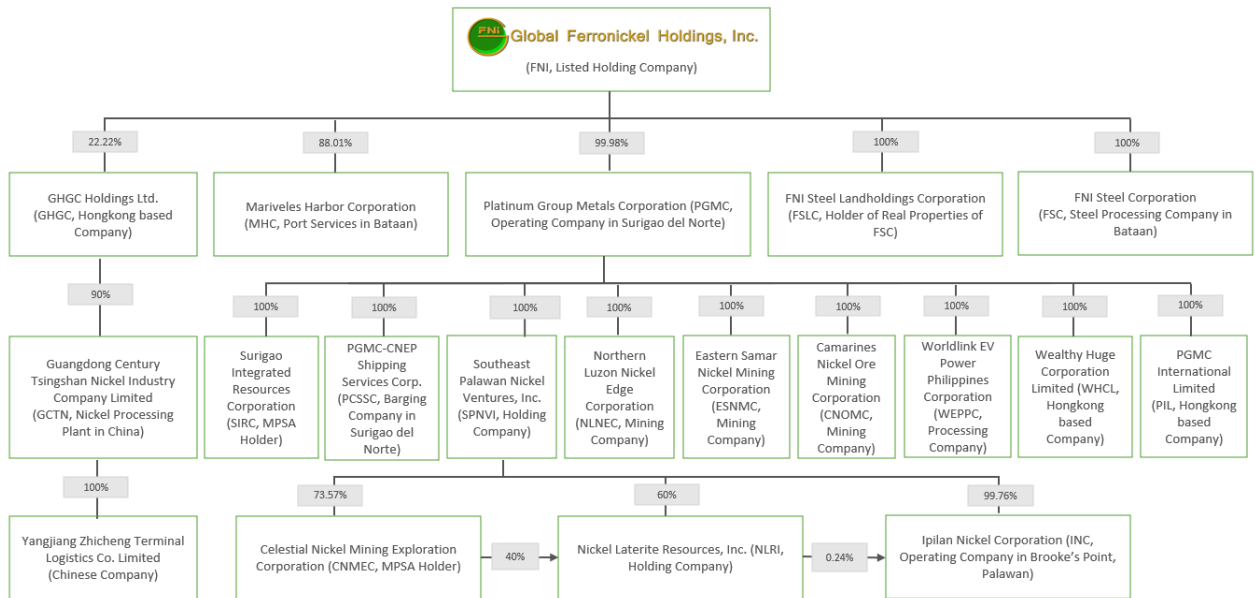 FNi
Global Ferronickel Holdings, Inc.
(FNI, Listed Holding Company)
22.22%
88.01%
99.98%
100%
100%
GHGC Holdings Ltd.
(GHGC, Hongkong based
Company)
Mariveles Harbor Corporation
(MHC, Port Services in Bataan)
Platinum Group Metals Corporation (PGMC,
Operating Company in Surigao del Norte)
FNI Steel Landholdings Corporation
(FSLC, Holder of Real Properties of
FSC)
FNI Steel Corporation
(FSC, Steel Processing Company in
Bataan)
90%
100%
100%
100%
100%
100%
100%
100%
100%
100%
Guangdong Century
Tsingshan Nickel Industry
Company Limited
(GCTN, Nickel Processing
Plant in China)
Surigao
Integrated
Resources
Corporation
(SIRC, MPSA
Holder)
PGMC-CNEP
Shipping
Services Corp.
(PCSSC, Barging
Company in
Surigao del
Norte)
Southeast
Palawan Nickel
Ventures, Inc.
(SPNVI, Holding
Company)
Northern
Luzon Nickel
Edge
Corporation
(NLNEC, Mining
Company)
Eastern Samar
Nickel Mining
Corporation
(ESNMC,
Mining
Company)
Camarines
Nickel Ore
Mining
Corporation
(CNOMC,
Mining
Company)
Worldlink EV
Power
Philippines
Corporation
(WEPPC,
Processing
Company)
Wealthy Huge
Corporation
Limited (WHCL,
Hongkong
based
Company)
PGMC
International
Limited
(PIL, Hongkong
based
Company)
100%
73.57%
60%
99.76%
Yangjiang Zhicheng Terminal
Logistics Co. Limited
(Chinese Company)
Celestial Nickel Mining Exploration
Corporation (CNMEC, MPSA Holder)
40%
Nickel Laterite Resources, Inc. (NLRI,
Holding Company)
0.24%
Ipilan Nickel Corporation (INC,
Operating Company in Brooke's Point,
Palawan)